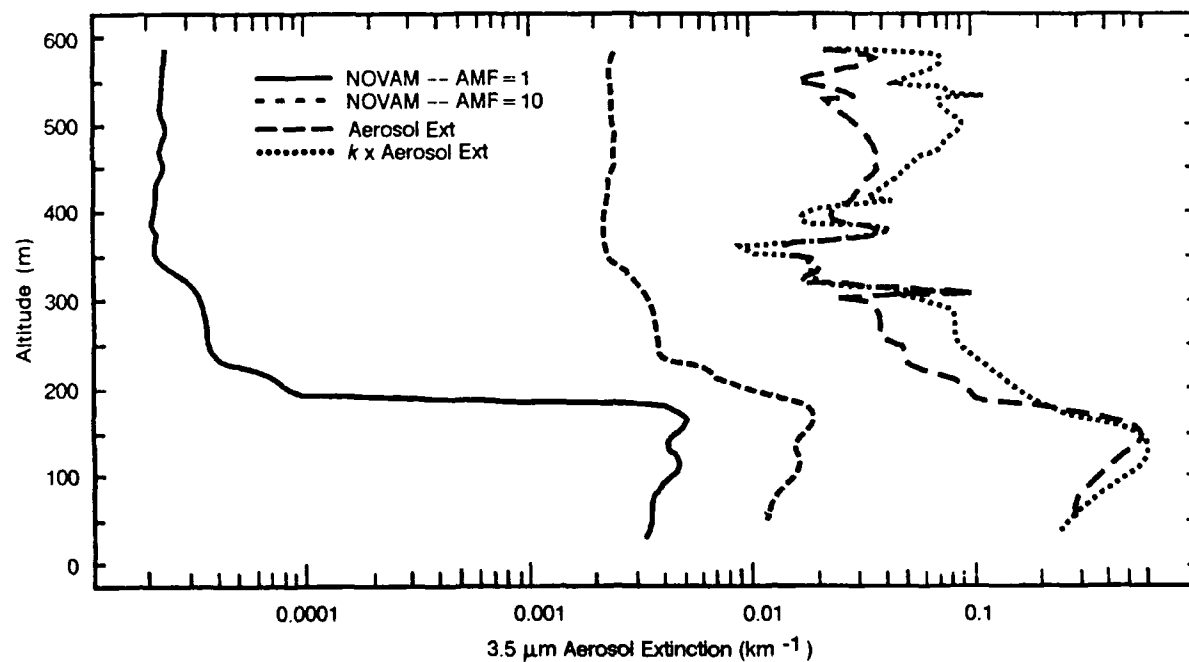 600
500
400
300
200
100
0
Altitude (m)
NOVAM -- AMF = 1
NOVAM -- AMF = 10
Aerosol Ext
k x Aerosol Ext
0.0001
0.001
0.01
0.1
3.5 μm Aerosol Extinction (km -1)